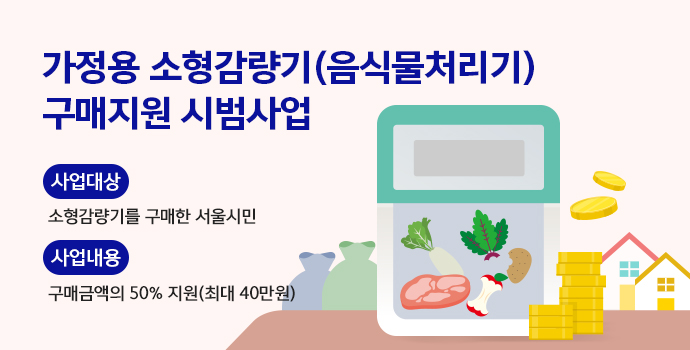 가정용 소형감량기(음식물처리기)
구매지원 시범사업
사업대상
소형감량기를 구매한 서울시민
사업내용
구매금액의 50% 지원(최대 40만원)